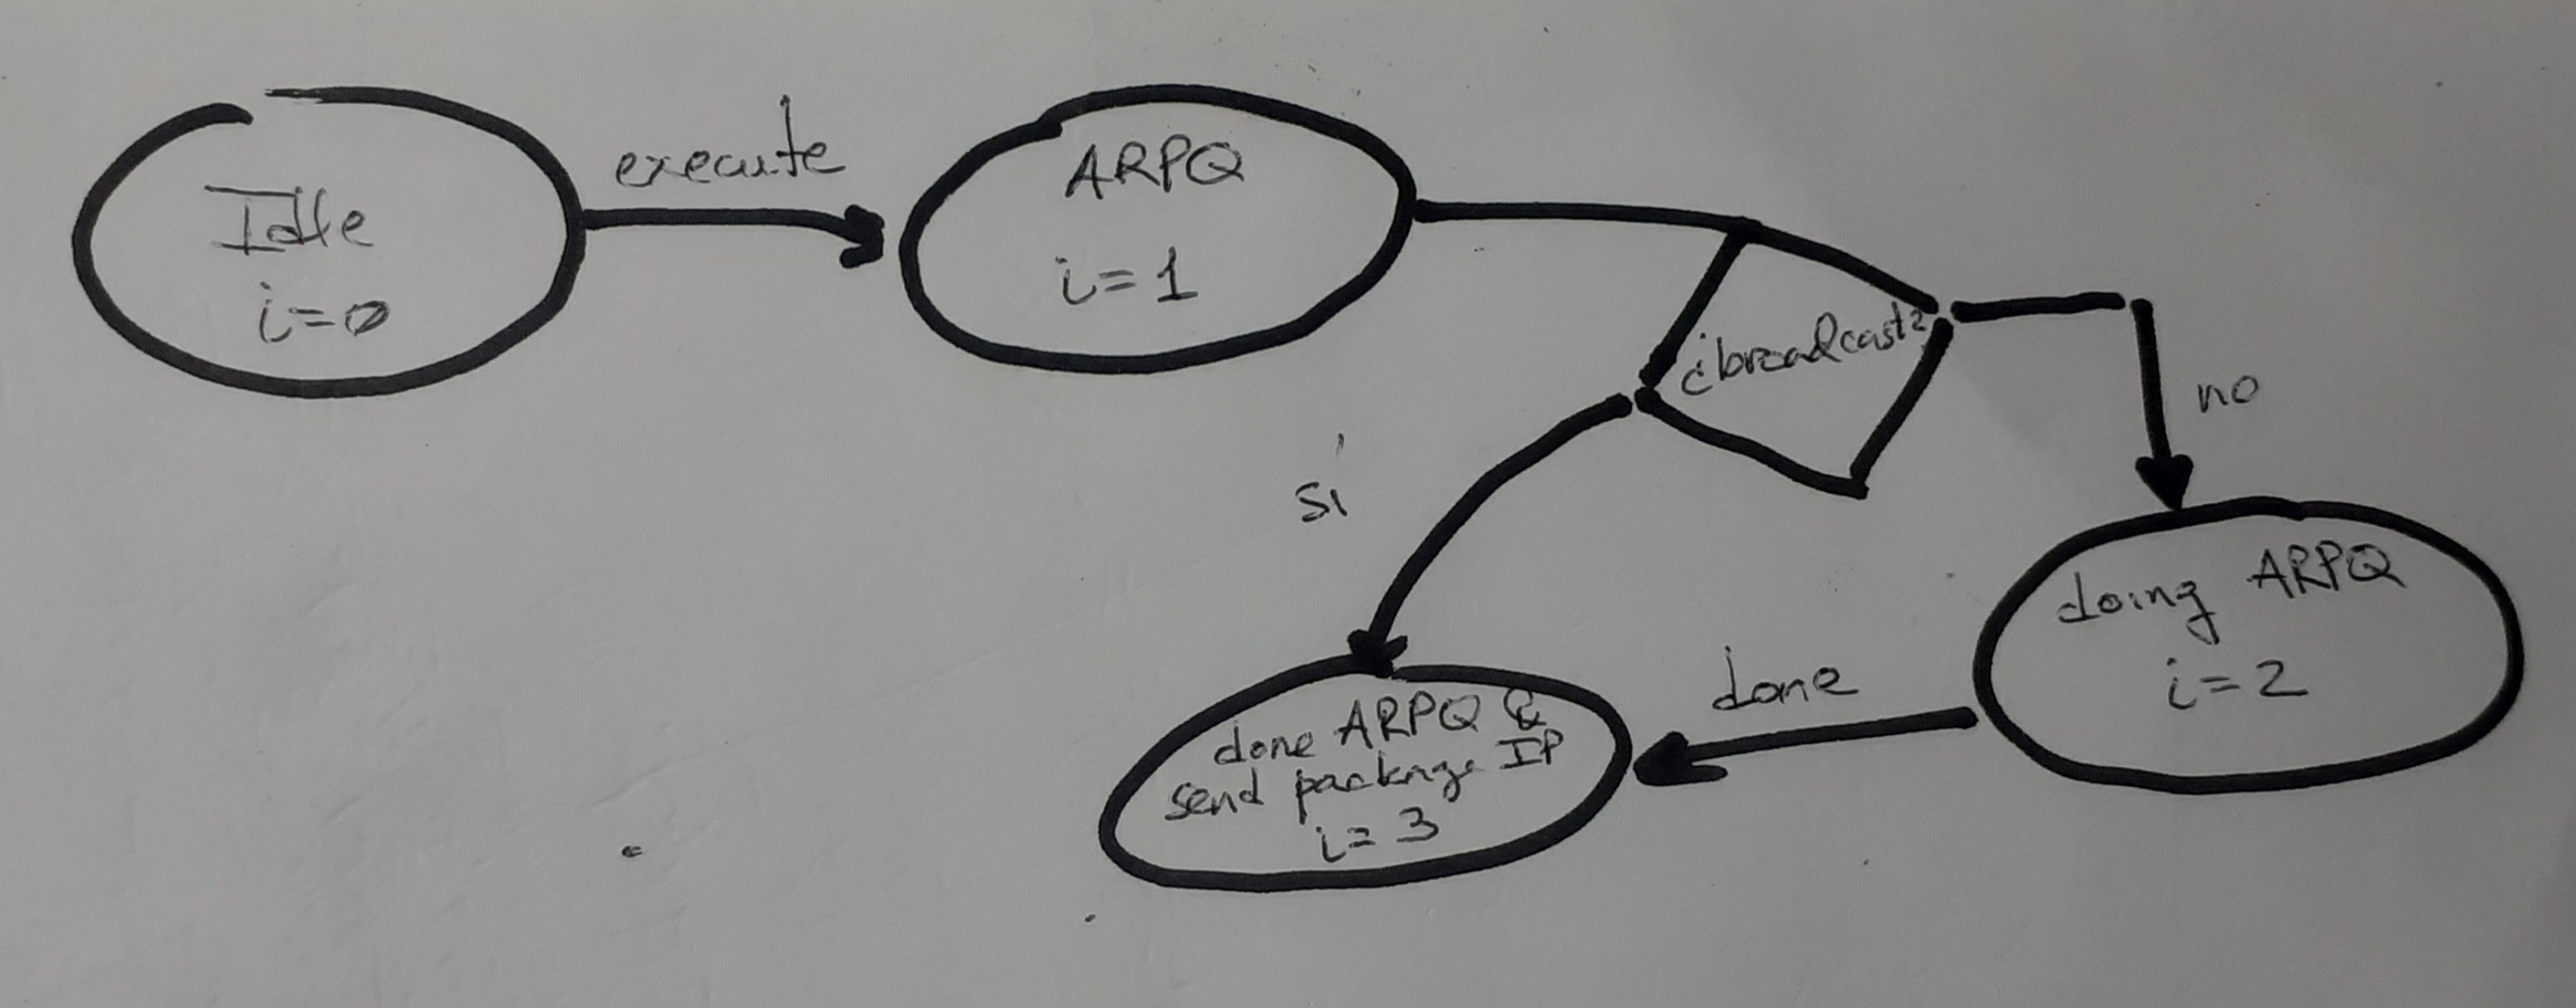 Idle
i=0
execute
ARPQ
i=1
¿broadcast?
sí
no
doing ARPQ
i=2
done
done ARPQ &
send package IP
i=3